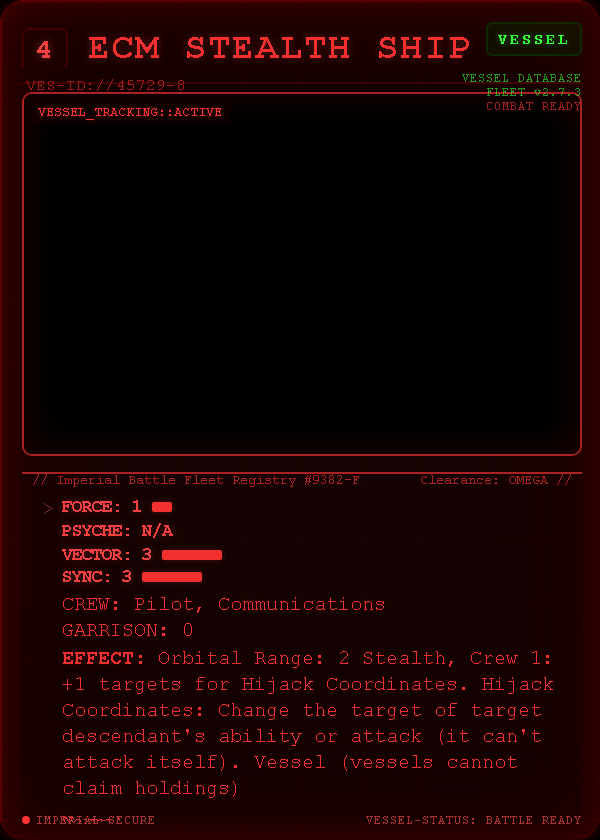 4 ECM STEALTH SHIP
VESSEL
VES-ID://45729-8
VESSEL DATABASE
FLEET v2.7.3
COMBAT READY
VESSEL_TRACKING::ACTIVE
// Imperial Battle Fleet Registry #9382-F Clearance: OMEGA //
> FORCE: 1
PSYCHE: N/A
VECTOR: 3
SYNC: 3
CREW: Pilot, Communications
GARRISON: 0
EFFECT: Orbital Range: 2 Stealth, Crew 1:
+1 targets for Hijack Coordinates. Hijack
Coordinates: Change the target of target
descendant's ability or attack (it can't
attack itself). Vessel (vessels cannot
claim holdings)
IMPERIAL SECURE VESSEL-STATUS: BATTLE READY